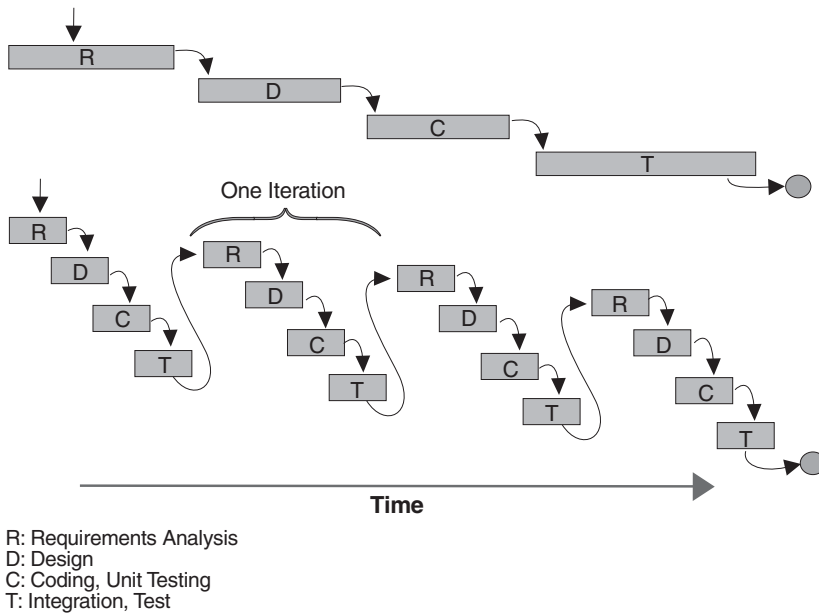 R
D
C
T
One Iteration
R
D
C
T
R
D
C
T
R
D
C
T
R
D
C
T
Time
R: Requirements Analysis
D: Design
C: Coding, Unit Testing
T: Integration, Test